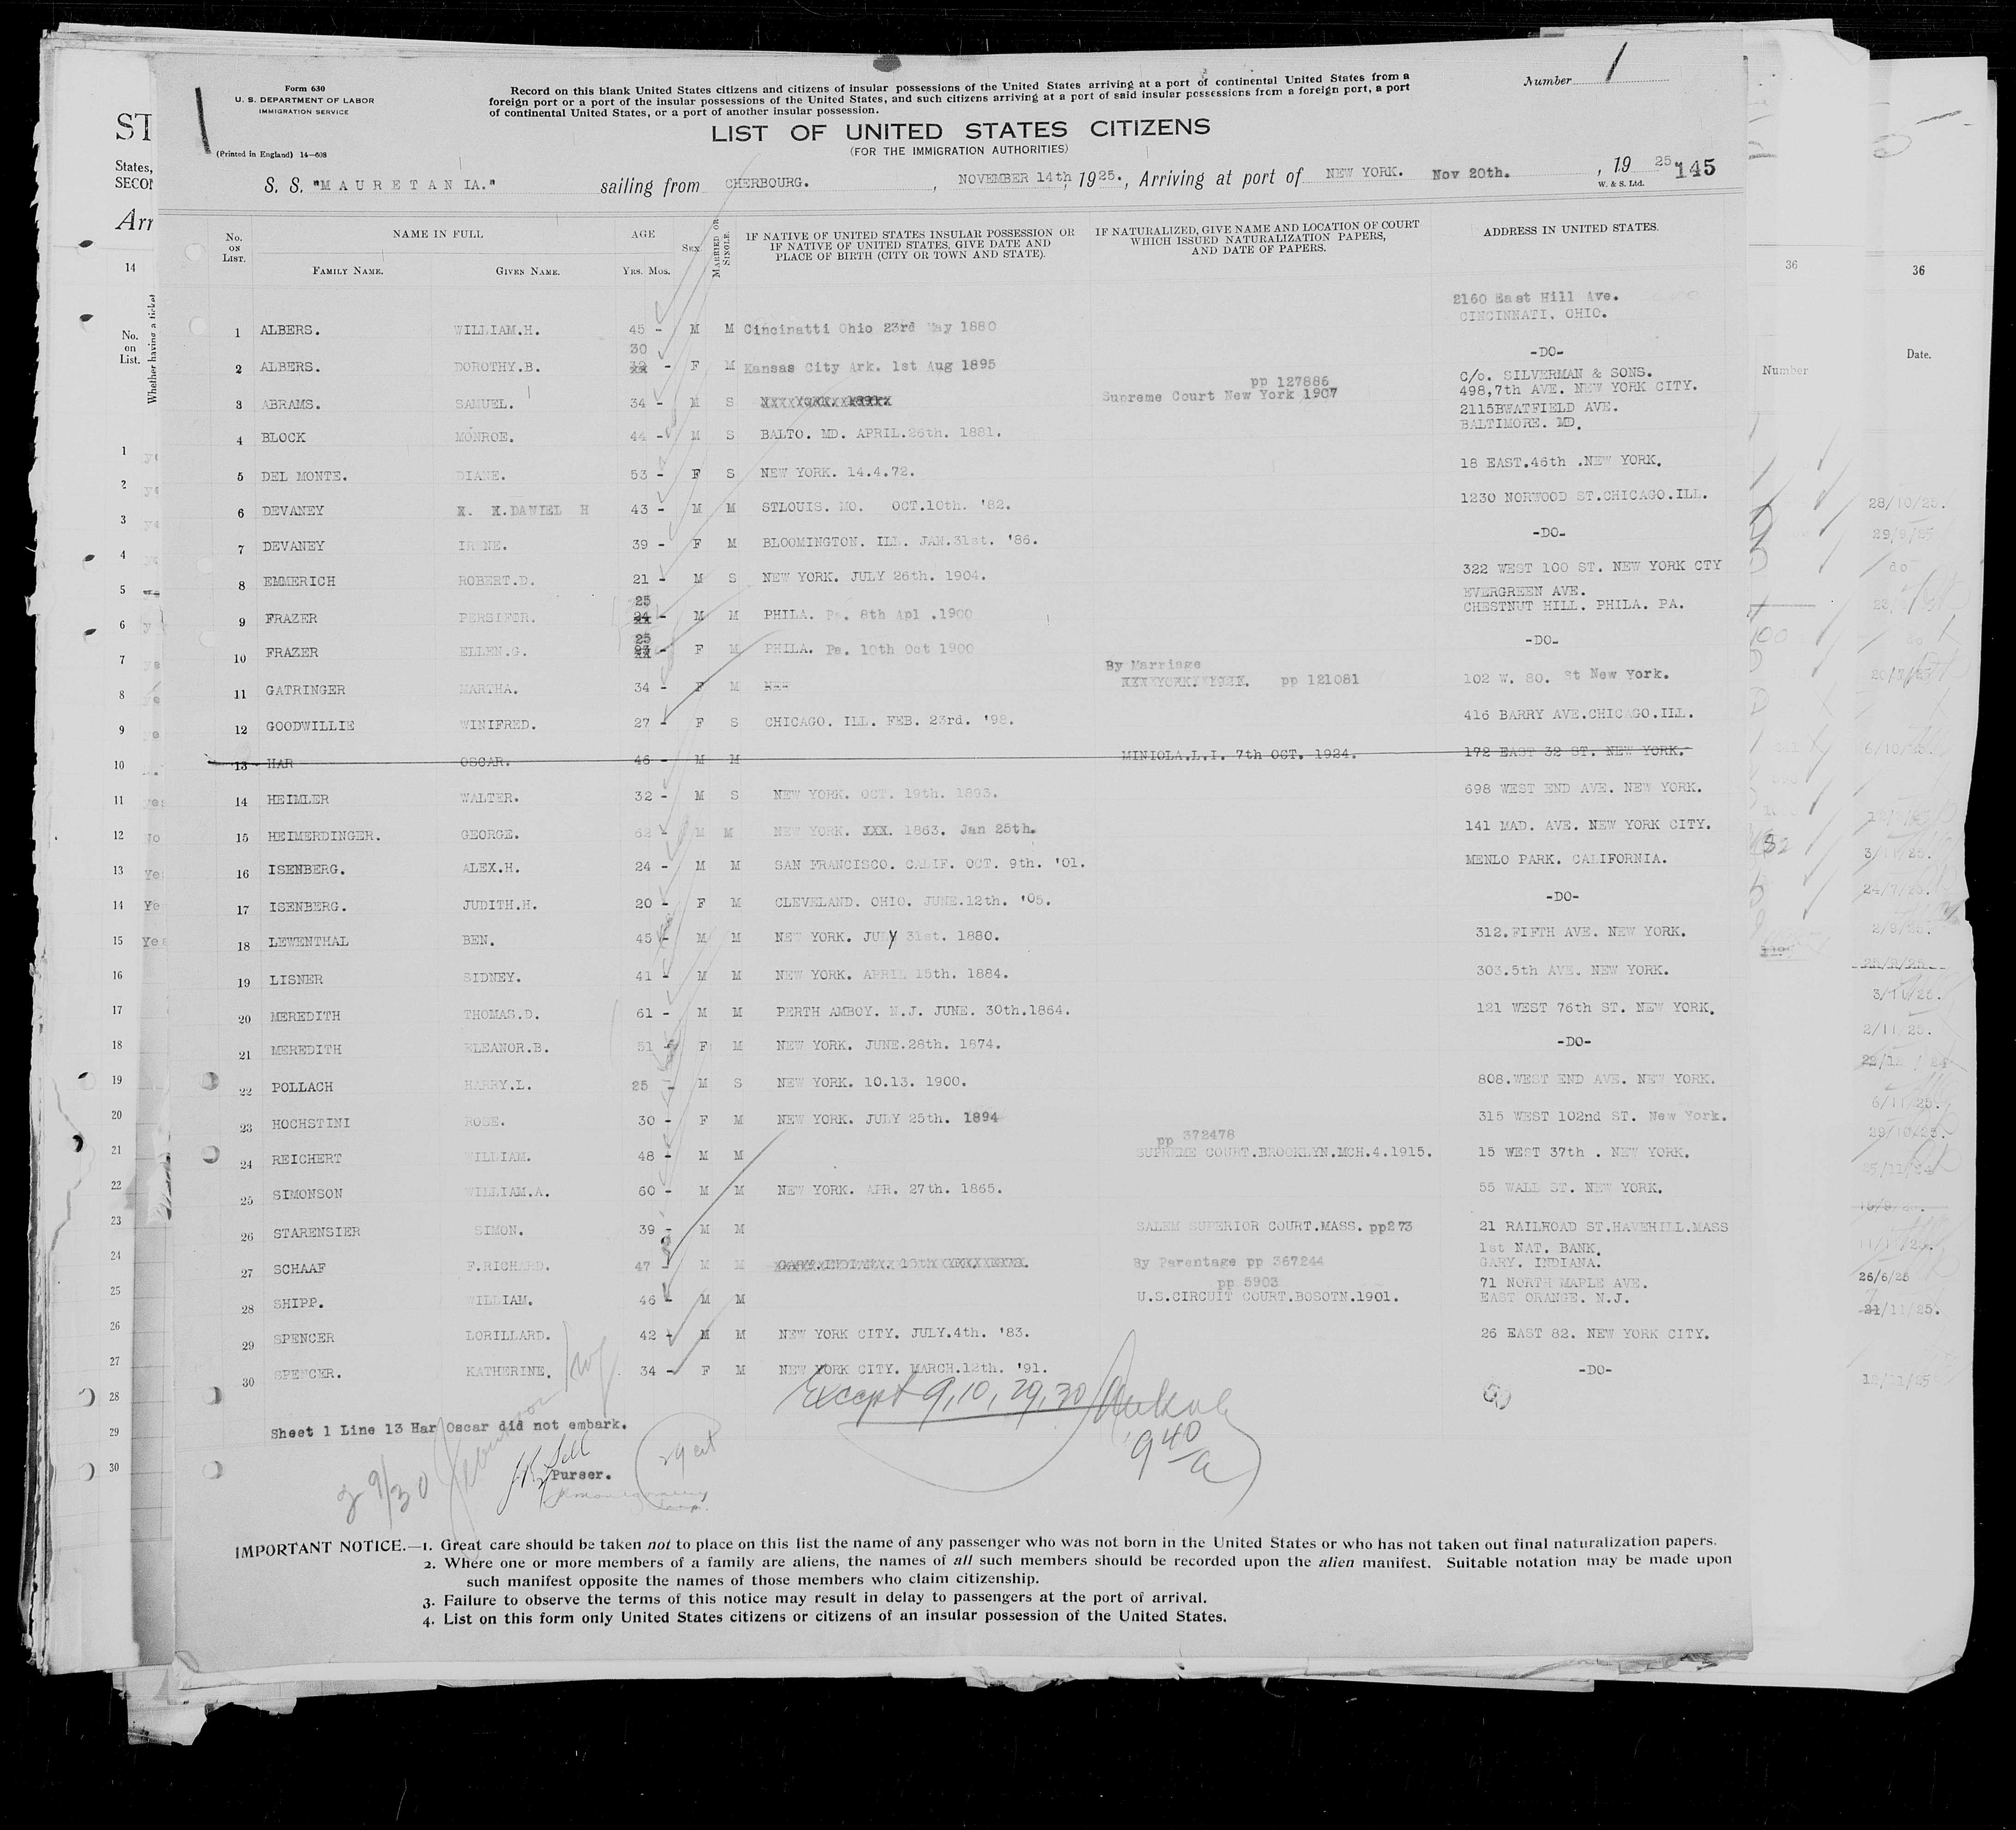 Form 630
U. S. DEPARTMENT OF LABOR
IMMIGRATION SERVICE
(Printed in England) 14—608
Record on this blank United States citizens and citizens of insular possessions of the United States arriving at a port of continental United States from a
foreign port or a port of the insular possessions of the United States, and such citizens arriving at a port of said insular possessions from a foreign port, a port
of continental United States, or a port of another insular possession.
Number 1
LIST OF UNITED STATES CITIZENS
(FOR THE IMMIGRATION AUTHORITIES)
S. S. "MAURETANIA." sailing from CHERBOURG. , NOVEMBER 14th, 1925., Arriving at port of NEW YORK. Nov 20th. , 19 25. 145
W. & S. Ltd.
No. on List. NAME IN FULL AGE Sex. Married or Single. IF NATIVE OF UNITED STATES INSULAR POSSESSION OR IF NATIVE OF UNITED STATES, GIVE DATE AND PLACE OF BIRTH (CITY OR TOWN AND STATE). IF NATURALIZED, GIVE NAME AND LOCATION OF COURT WHICH ISSUED NATURALIZATION PAPERS, AND DATE OF PAPERS. ADDRESS IN UNITED STATES.
Family Name. Given Name. Yrs. Mos.
2160 East Hill Ave.
1 ALBERS. WILLIAM.H. 45 - M M Cincinatti Ohio 23rd May 1880 CINCINNATI. OHIO.
30
2 ALBERS. DOROTHY.B. - F M Kansas City Ark. 1st Aug 1895 -DO-
pp 127886 C/o. SILVERMAN & SONS.
3 ABRAMS. SAMUEL. 34 - M S Supreme Court New York 1907 498,7th AVE. NEW YORK CITY.
2115BWATFIELD AVE.
4 BLOCK MONROE. 44 - M S BALTO. MD. APRIL.26th. 1881. BALTIMORE. MD.
5 DEL MONTE. DIANE. 53 - F S NEW YORK. 14.4.72. 18 EAST.46th .NEW YORK.
6 DEVANEY X. X.DANIEL H 43 - M M STLOUIS. MO. OCT.10th. '82. 1230 NORWOOD ST.CHICAGO.ILL.
7 DEVANEY IRENE. 39 - F M BLOOMINGTON. ILL. JAN.31st. '86. -DO-
8 EMMERICH ROBERT.D. 21 - M S NEW YORK. JULY 26th. 1904. 322 WEST 100 ST. NEW YORK CTY
25 EVERGREEN AVE.
9 FRAZER PERSIFOR. 24 - M M PHILA. Pa. 8th Apl .1900 CHESTNUT HILL. PHILA. PA.
25
10 FRAZER ELLEN.G. 23 - F M PHILA. Pa. 10th Oct 1900 -DO-
By Marriage
11 GATRINGER MARTHA. 34 - F M pp 121081 102 W. 80. St New York.
12 GOODWILLIE WINIFRED. 27 - F S CHICAGO. ILL. FEB. 23rd. '98. 416 BARRY AVE.CHICAGO.ILL.
13 HAR OSCAR. 46 - M M MINIOLA.L.I. 7th OCT. 1924. 172 EAST 32 ST. NEW YORK.
14 HEIMLER WALTER. 32 - M S NEW YORK. OCT. 19th. 1893. 698 WEST END AVE. NEW YORK.
15 HEIMERDINGER. GEORGE. 62 - M M NEW YORK. XXX. 1863. Jan 25th. 141 MAD. AVE. NEW YORK CITY.
16 ISENBERG. ALEX.H. 24 - M M SAN FRANCISCO. CALIF. OCT. 9th. '01. MENLO PARK. CALIFORNIA.
17 ISENBERG. JUDITH.H. 20 - F M CLEVELAND. OHIO. JUNE.12th. '05. -DO-
18 LEWENTHAL BEN. 45 - M M NEW YORK. JULY 31st. 1880. 312.FIFTH AVE. NEW YORK.
19 LISNER SIDNEY. 41 - M M NEW YORK. APRIL 15th. 1884. 303.5th AVE. NEW YORK.
20 MEREDITH THOMAS.D. 61 - M M PERTH AMBOY. N.J. JUNE. 30th.1864. 121 WEST 76th ST. NEW YORK.
21 MEREDITH ELEANOR.B. 51 - F M NEW YORK. JUNE.28th. 1874. -DO-
22 POLLACH HARRY.L. 25 - M S NEW YORK. 10.13. 1900. 808.WEST END AVE. NEW YORK.
23 HOCHSTINI ROSE. 30 - F M NEW YORK. JULY 25th. 1894 315 WEST 102nd ST. New York.
pp 372478
24 REICHERT WILLIAM. 48 - M M SUPREME COURT.BROOKLYN.MCH.4.1915. 15 WEST 37th . NEW YORK.
25 SIMONSON WILLIAM.A. 60 - M M NEW YORK. APR. 27th. 1865. 55 WALL ST. NEW YORK.
26 STARENSIER SIMON. 39 - M M SALEM SUPERIOR COURT.MASS. pp273 21 RAILROAD ST.HAVEHILL.MASS
1st NAT. BANK.
27 SCHAAF F.RICHARD. 47 - M M By Parentage pp 367244 GARY. INDIANA.
pp 5903 71 NORTH MAPLE AVE.
28 SHIPP. WILLIAM. 46 - M M U.S.CIRCUIT COURT.BOSOTN.1901. EAST ORANGE. N.J.
29 SPENCER LORILLARD. 42 - M M NEW YORK CITY. JULY.4th. '83. 26 EAST 82. NEW YORK CITY.
30 SPENCER. KATHERINE. 34 - F M NEW YORK CITY. MARCH.12th. '91. -DO-
Except 9, 10, 29, 30
Sheet 1 Line 13 Har Oscar did not embark.
Purser.
9 40
IMPORTANT NOTICE.—1. Great care should be taken not to place on this list the name of any passenger who was not born in the United States or who has not taken out final naturalization papers.
2. Where one or more members of a family are aliens, the names of all such members should be recorded upon the alien manifest. Suitable notation may be made upon
such manifest opposite the names of those members who claim citizenship.
3. Failure to observe the terms of this notice may result in delay to passengers at the port of arrival.
4. List on this form only United States citizens or citizens of an insular possession of the United States.